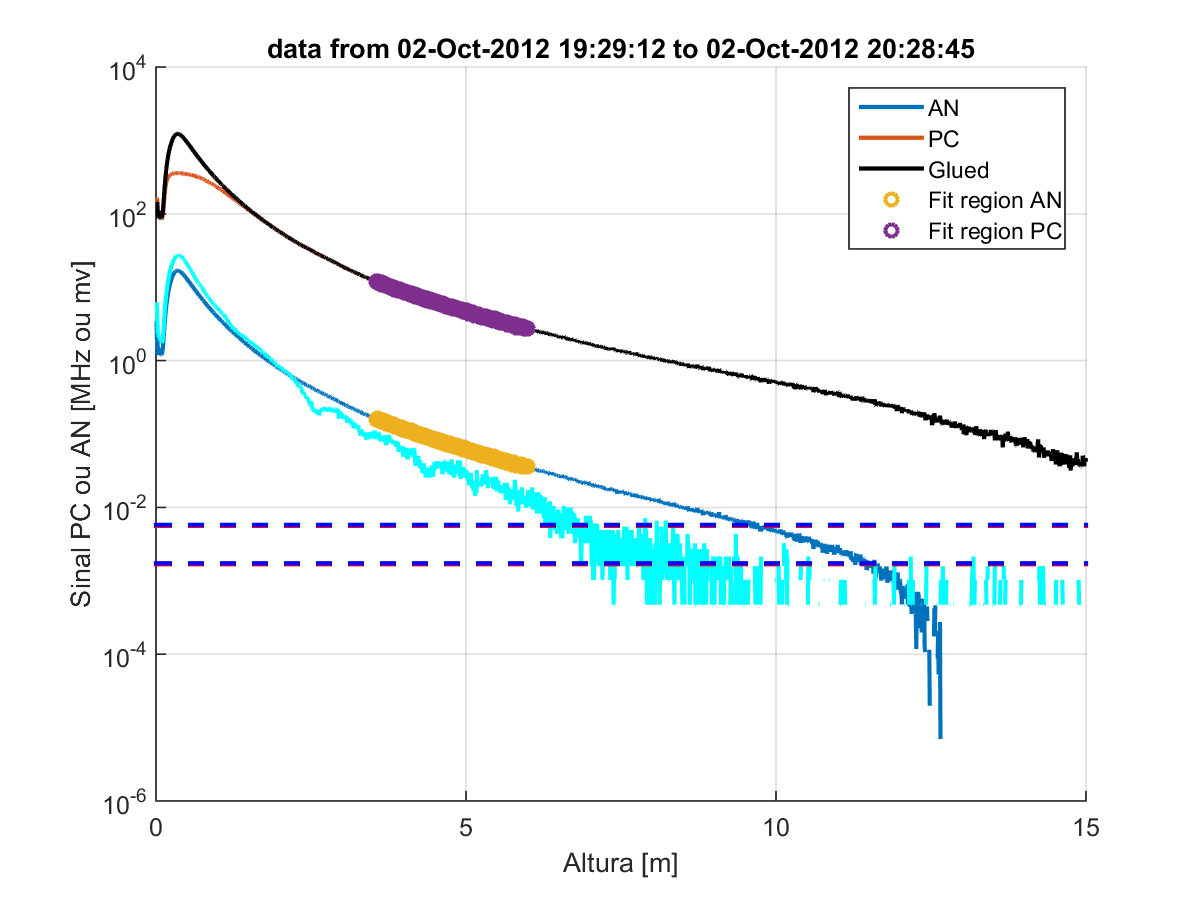 data from 02-Oct-2012 19:29:12 to 02-Oct-2012 20:28:45
AN
PC
Glued
Fit region AN
Fit region PC
Sinal PC ou AN [MHz ou mv]
10^4
10^2
10^0
10^-2
10^-4
10^-6
0 5 10 15
Altura [m]